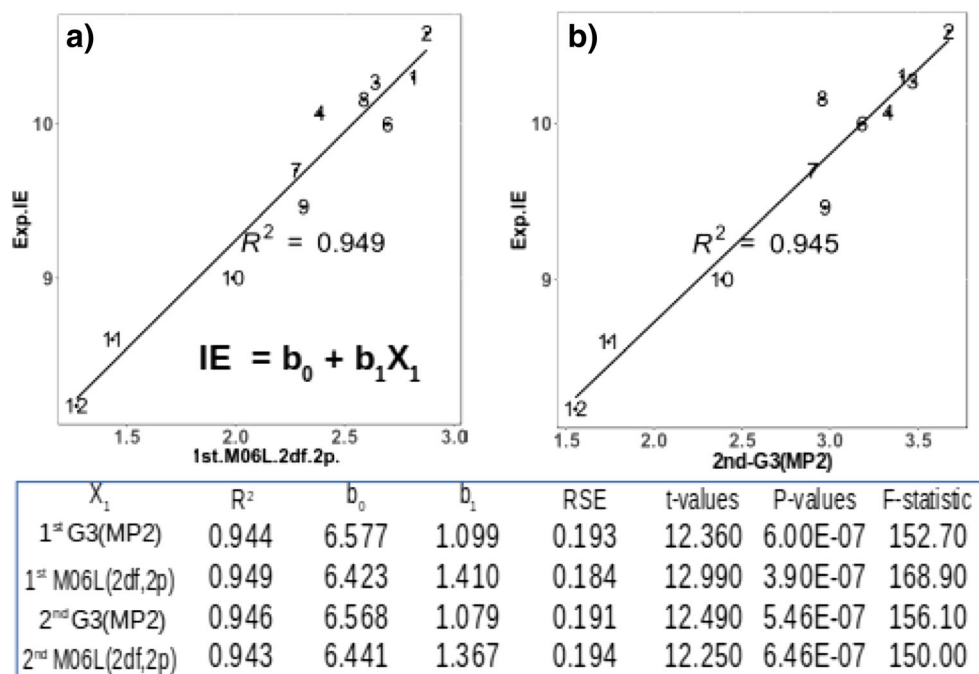 a)
2
3
1
8
4
6
10
7
9
Exp.IE
R² = 0.949
9
10
11
IE = b₀ + b₁X₁
12
1.5 2.0 2.5 3.0
1st.M06L.2df.2p.
b)
2
1
3
8
4
10
6
7
9
Exp.IE
R² = 0.945
9
10
11
12
1.5 2.0 2.5 3.0 3.5
2nd-G3(MP2)
X₁ R² b₀ b₁ RSE t-values P-values F-statistic
1ˢᵗ G3(MP2) 0.944 6.577 1.099 0.193 12.360 6.00E-07 152.70
1ˢᵗ M06L(2df,2p) 0.949 6.423 1.410 0.184 12.990 3.90E-07 168.90
2ⁿᵈ G3(MP2) 0.946 6.568 1.079 0.191 12.490 5.46E-07 156.10
2ⁿᵈ M06L(2df,2p) 0.943 6.441 1.367 0.194 12.250 6.46E-07 150.00